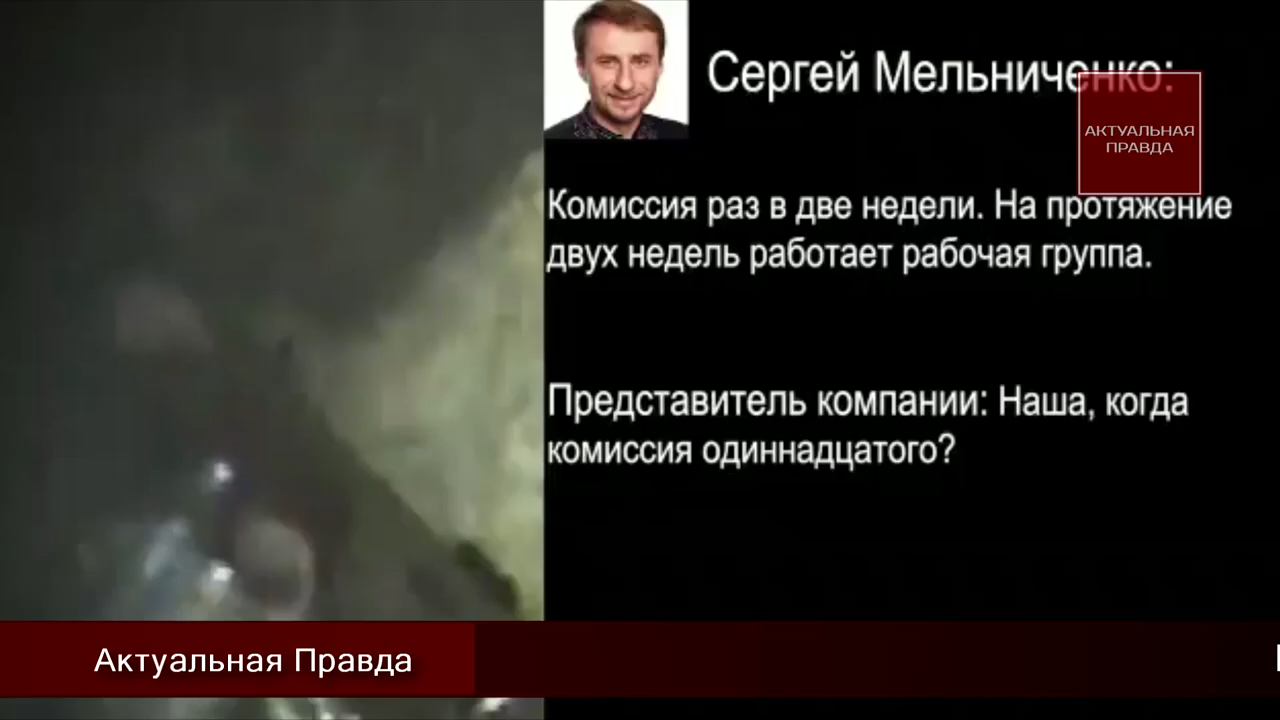 Сергей Мельниченко:
АКТУАЛЬНАЯ
ПРАВДА
Комиссия раз в две недели. На протяжение
двух недель работает рабочая группа.
Представитель компании: Наша, когда
комиссия одиннадцатого?
Актуальная Правда